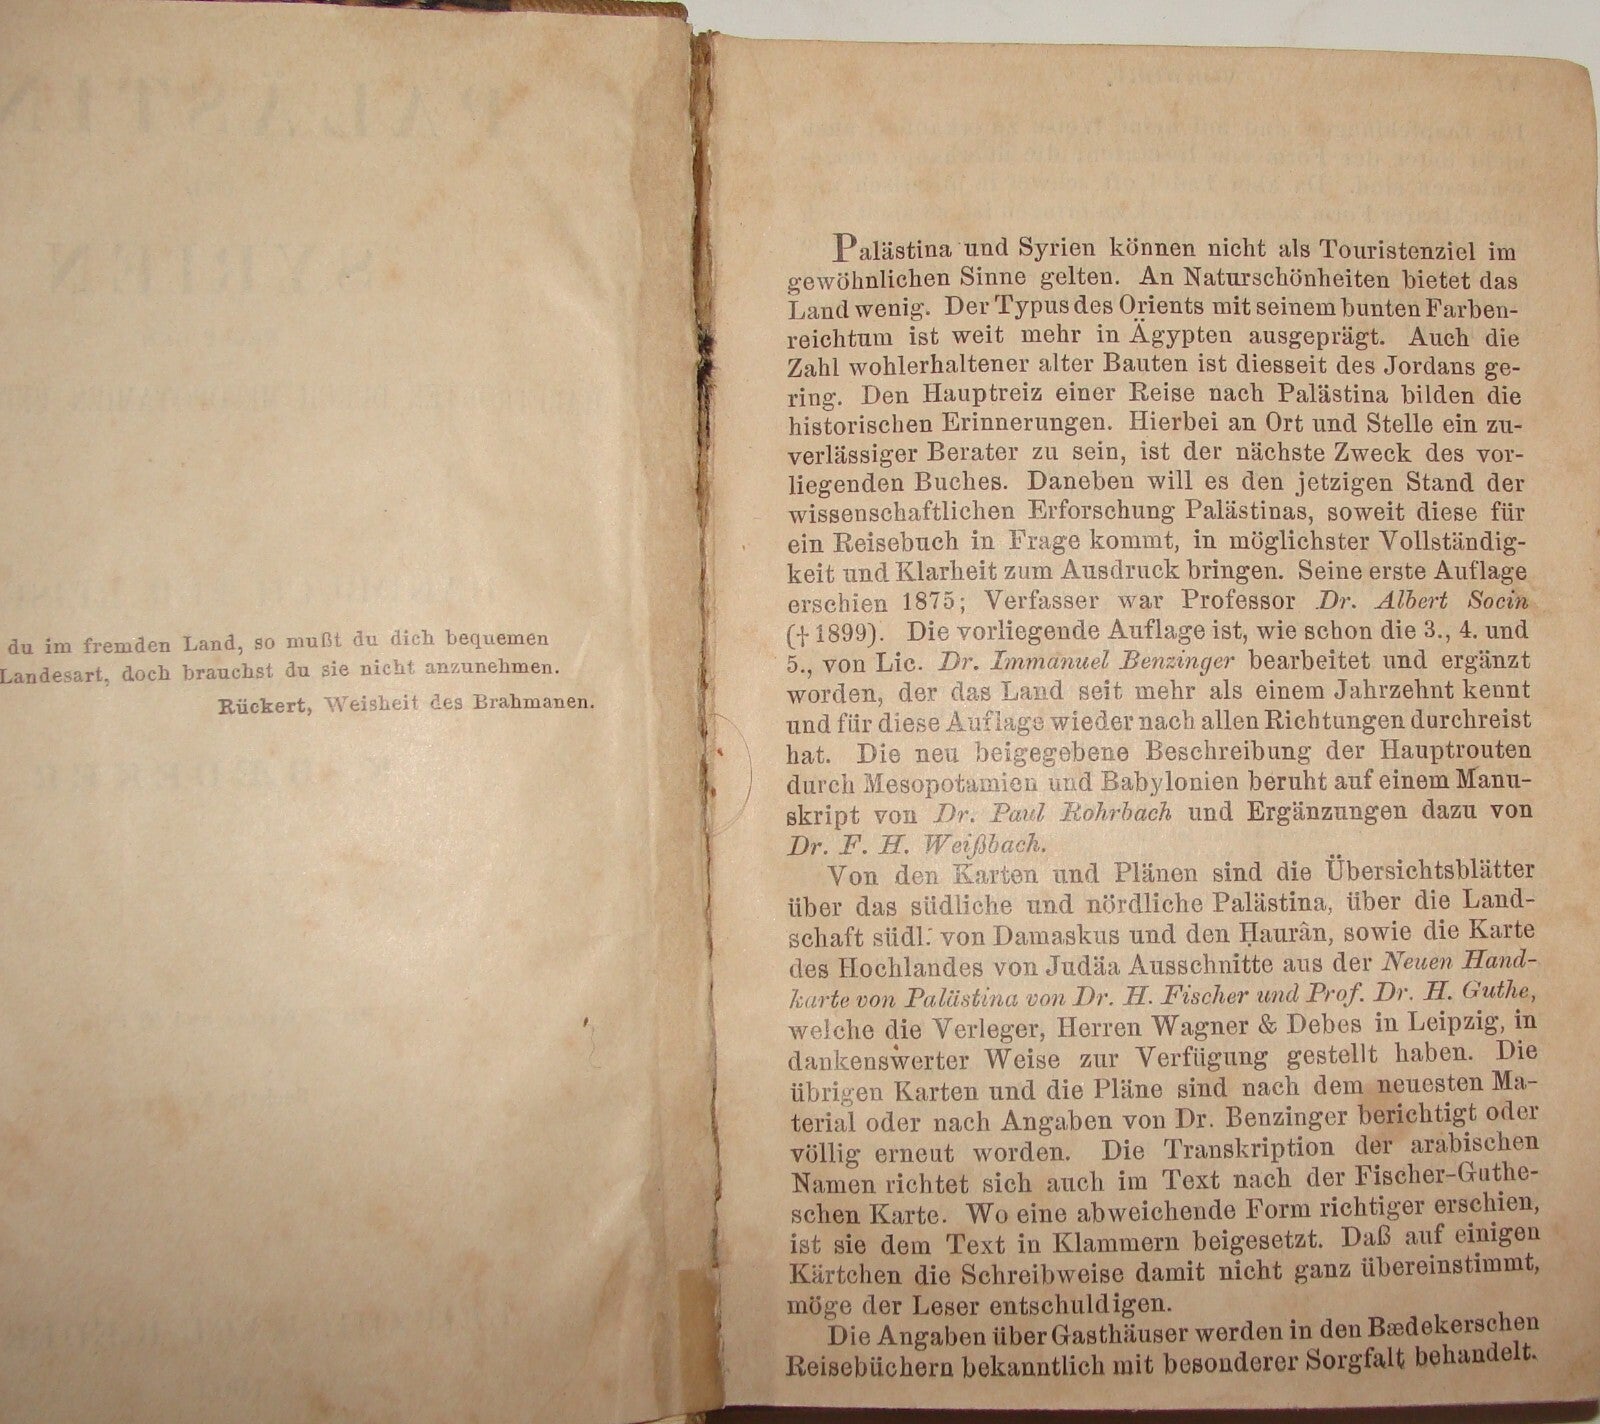 du im fremden Land, so mußt du dich bequemen
Landesart, doch brauchst du sie nicht anzunehmen.
Rückert, Weisheit des Brahmanen.
Palästina und Syrien können nicht als Touristenziel im
gewöhnlichen Sinne gelten. An Naturschönheiten bietet das
Land wenig. Der Typus des Orients mit seinem bunten Farben-
reichtum ist weit mehr in Ägypten ausgeprägt. Auch die
Zahl wohlerhaltener alter Bauten ist diesseit des Jordans ge-
ring. Den Hauptreiz einer Reise nach Palästina bilden die
historischen Erinnerungen. Hierbei an Ort und Stelle ein zu-
verlässiger Berater zu sein, ist der nächste Zweck des vor-
liegenden Buches. Daneben will es den jetzigen Stand der
wissenschaftlichen Erforschung Palästinas, soweit diese für
ein Reisebuch in Frage kommt, in möglichster Vollständig-
keit und Klarheit zum Ausdruck bringen. Seine erste Auflage
erschien 1875; Verfasser war Professor Dr. Albert Socin
(† 1899). Die vorliegende Auflage ist, wie schon die 3., 4. und
5., von Lic. Dr. Immanuel Benzinger bearbeitet und ergänzt
worden, der das Land seit mehr als einem Jahrzehnt kennt
und für diese Auflage wieder nach allen Richtungen durchreist
hat. Die neu beigegebene Beschreibung der Hauptrouten
durch Mesopotamien und Babylonien beruht auf einem Manu-
skript von Dr. Paul Rohrbach und Ergänzungen dazu von
Dr. F. H. Weißbach.
Von den Karten und Plänen sind die Übersichtsblätter
über das südliche und nördliche Palästina, über die Land-
schaft südl. von Damaskus und den Ḥaurân, sowie die Karte
des Hochlandes von Judäa Ausschnitte aus der Neuen Hand-
karte von Palästina von Dr. H. Fischer und Prof. Dr. H. Guthe,
welche die Verleger, Herren Wagner & Debes in Leipzig, in
dankenswerter Weise zur Verfügung gestellt haben. Die
übrigen Karten und die Pläne sind nach dem neuesten Ma-
terial oder nach Angaben von Dr. Benzinger berichtigt oder
völlig erneut worden. Die Transkription der arabischen
Namen richtet sich auch im Text nach der Fischer-Guthe-
schen Karte. Wo eine abweichende Form richtiger erschien,
ist sie dem Text in Klammern beigesetzt. Daß auf einigen
Kärtchen die Schreibweise damit nicht ganz übereinstimmt,
möge der Leser entschuldigen.
Die Angaben über Gasthäuser werden in den Bædekerschen
Reisebüchern bekanntlich mit besonderer Sorgfalt behandelt.